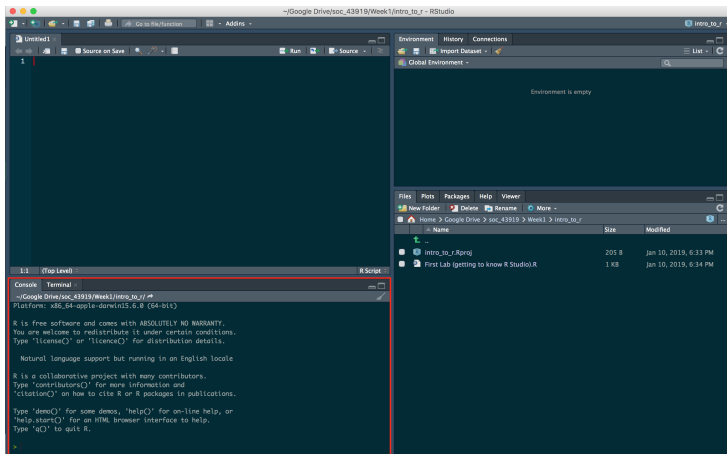 ~/Google Drive/soc_43919/Week1/intro_to_r - RStudio
Go to file/function
Addins
intro_to_r
Untitled1
Source on Save
Run
Source
1
1:1
(Top Level)
R Script
Console
Terminal
~/Google Drive/soc_43919/Week1/intro_to_r/
Platform: x86_64-apple-darwin15.6.0 (64-bit)
R is free software and comes with ABSOLUTELY NO WARRANTY.
You are welcome to redistribute it under certain conditions.
Type 'license()' or 'licence()' for distribution details.
Natural language support but running in an English locale
R is a collaborative project with many contributors.
Type 'contributors()' for more information and
'citation()' on how to cite R or R packages in publications.
Type 'demo()' for some demos, 'help()' for on-line help, or
'help.start()' for an HTML browser interface to help.
Type 'q()' to quit R.
>
Environment
History
Connections
Import Dataset
List
Global Environment
Environment is empty
Files
Plots
Packages
Help
Viewer
New Folder
Delete
Rename
More
Home > Google Drive > soc_43919 > Week1 > intro_to_r
Name
Size
Modified
..
intro_to_r.Rproj
205 B
Jan 10, 2019, 6:33 PM
First Lab (getting to know R Studio).R
1 KB
Jan 10, 2019, 6:33 PM